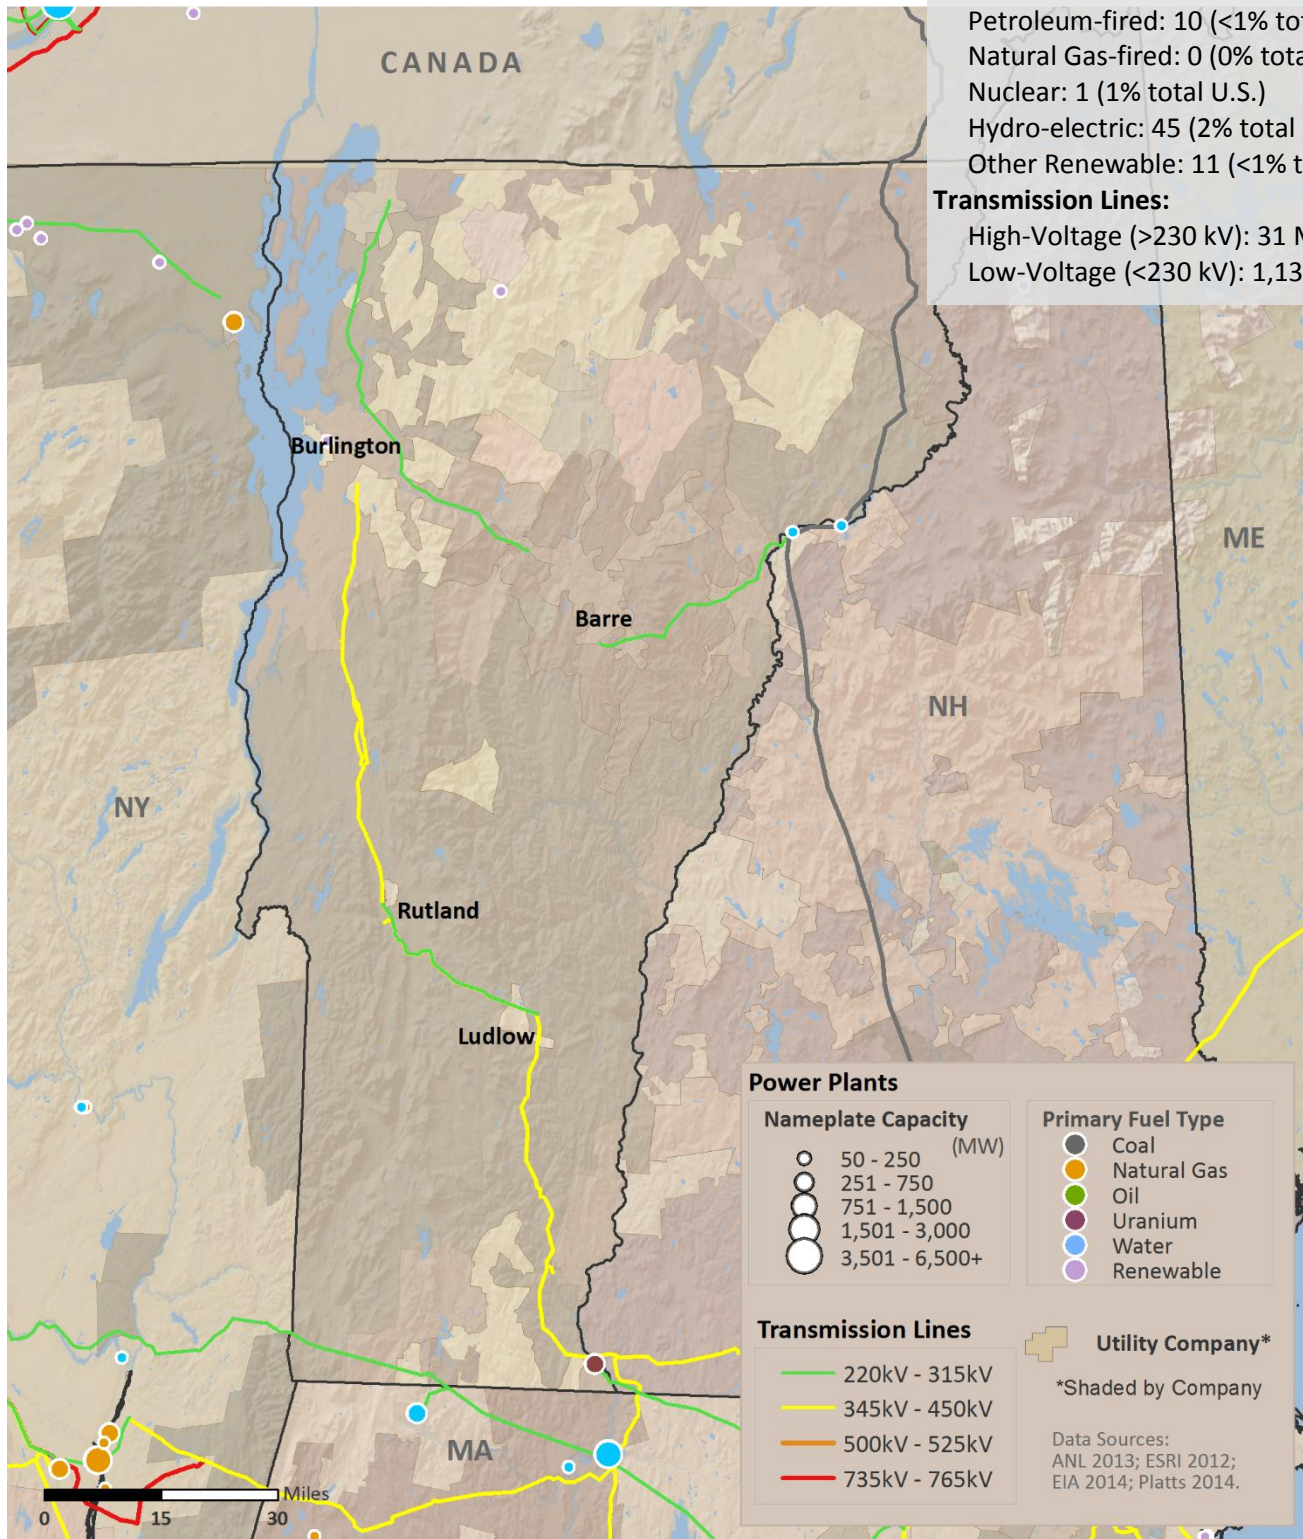 Petroleum-fired: 10 (<1% to
Natural Gas-fired: 0 (0% tota
Nuclear: 1 (1% total U.S.)
Hydro-electric: 45 (2% total
Other Renewable: 11 (<1% t
Transmission Lines:
High-Voltage (>230 kV): 31 M
Low-Voltage (<230 kV): 1,13
CANADA
Burlington
ME
Barre
NH
NY
Rutland
Ludlow
MA
Power Plants
Nameplate Capacity
(MW)
50 - 250
251 - 750
751 - 1,500
1,501 - 3,000
3,501 - 6,500+
Primary Fuel Type
Coal
Natural Gas
Oil
Uranium
Water
Renewable
Transmission Lines
220kV - 315kV
345kV - 450kV
500kV - 525kV
735kV - 765kV
Utility Company*
*Shaded by Company
Data Sources:
ANL 2013; ESRI 2012;
EIA 2014; Platts 2014.
Miles
0 15 30